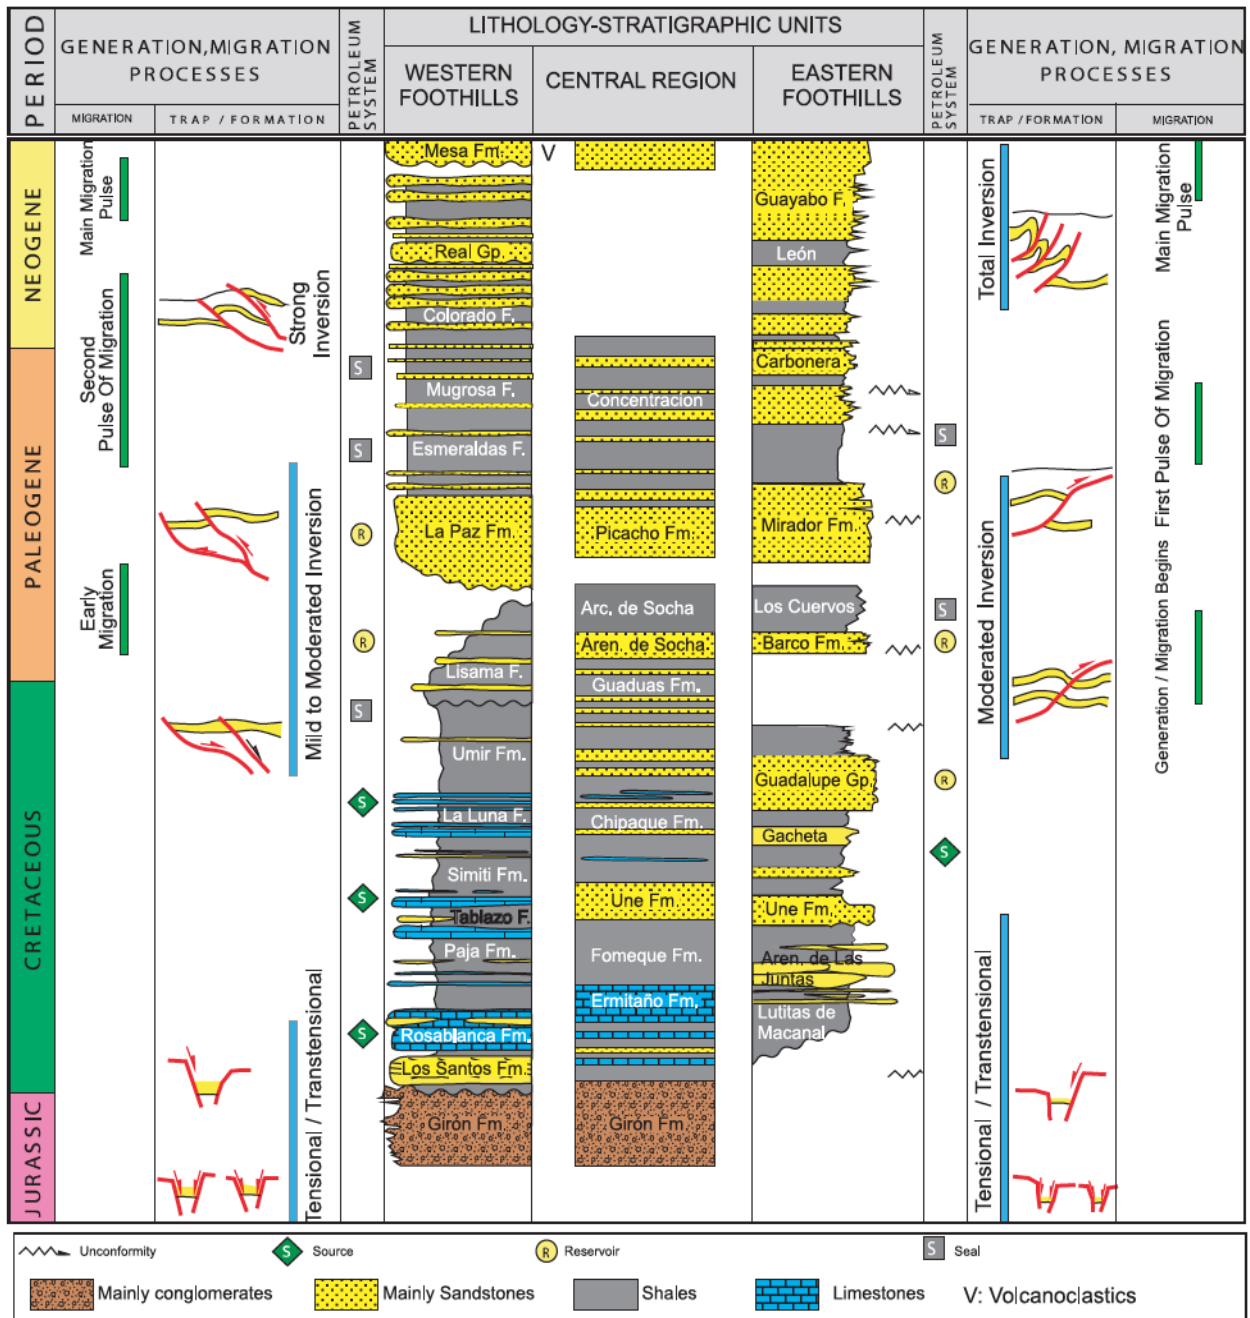 PERIOD
GENERATION,MIGRATION
PROCESSES
MIGRATION
TRAP / FORMATION
PETROLEUM
SYSTEM
LITHOLOGY-STRATIGRAPHIC UNITS
WESTERN
FOOTHILLS
CENTRAL REGION
EASTERN
FOOTHILLS
PETROLEUM
SYSTEM
GENERATION, MIGRATION
PROCESSES
TRAP / FORMATION
MIGRATION
NEOGENE
PALEOGENE
CRETACEOUS
JURASSIC
Main Migration
Pulse
Second
Pulse Of Migration
Early
Migration
Strong
Inversion
Mild to Moderated Inversion
Tensional / Transtensional
S
S
R
R
S
S
S
S
Mesa Fm.
Real Gp.
Colorado F.
Mugrosa F.
Esmeraldas F.
La Paz Fm.
Lisama F.
Umir Fm.
La Luna F.
Simiti Fm.
Tablazo F.
Paja Fm.
Rosablanca Fm.
Los Santos Fm.
Girón Fm.
V
Concentracion
Picacho Fm.
Arc. de Socha
Aren. de Socha
Guaduas Fm.
Chipaque Fm.
Une Fm.
Fomeque Fm.
Ermitaño Fm.
Girón Fm.
Guayabo F.
León
Carbonera
Mirador Fm.
Los Cuervos
Barco Fm.
Guadalupe Gp.
Gacheta
Une Fm.
Aren. de Las
Juntas
Lutitas de
Macanal
S
R
S
R
R
S
Total Inversion
Moderated Inversion
Tensional / Transtensional
Main Migration
Pulse
Generation / Migration Begins First Pulse Of Migration
Unconformity
S Source
R Reservoir
S Seal
Mainly conglomerates
Mainly Sandstones
Shales
Limestones
V: Volcanoclastics